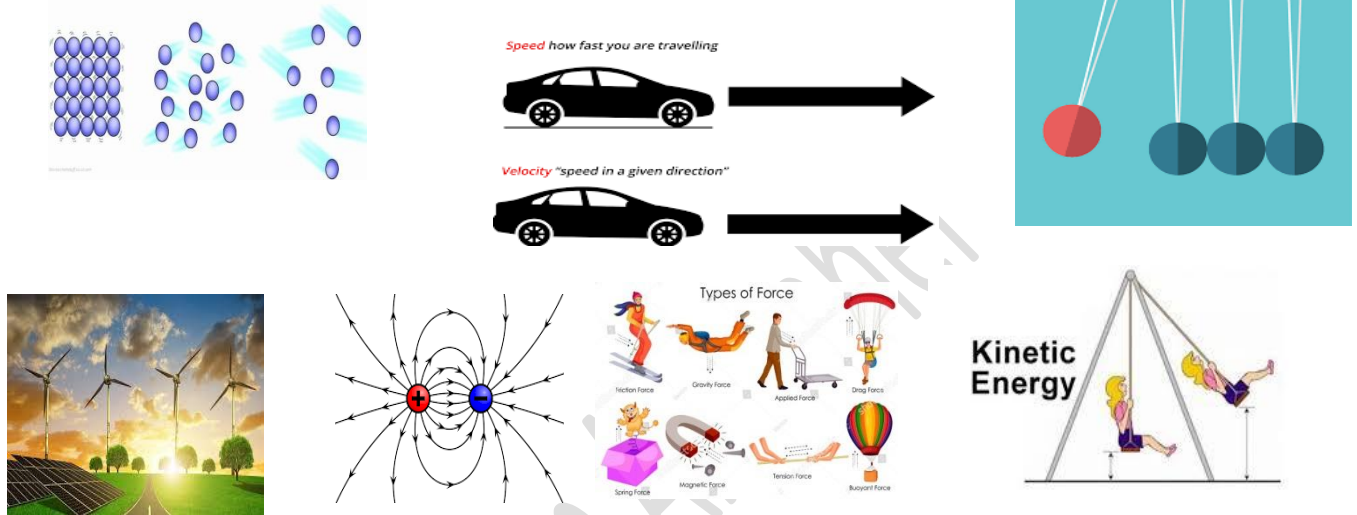 Speed how fast you are travelling
Velocity "speed in a given direction"
Types of Force
Friction Force
Gravity Force
Applied Force
Drag Force
Spring Force
Magnetic Force
Tension Force
Buoyant Force
Kinetic
Energy